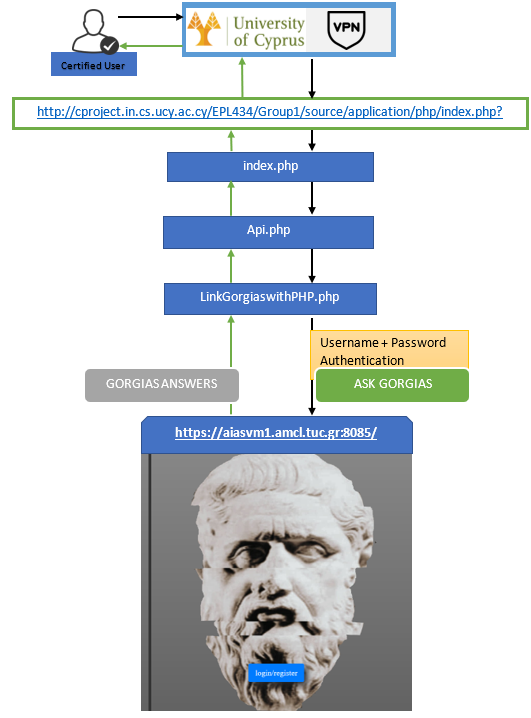 University
of Cyprus
VPN
Certified User
http://cproject.in.cs.ucy.ac.cy/EPL434/Group1/source/application/php/index.php?
index.php
Api.php
LinkGorgiaswithPHP.php
Username + Password
Authentication
GORGIAS ANSWERS
ASK GORGIAS
https://aiasvm1.amcl.tuc.gr:8085/
login/register